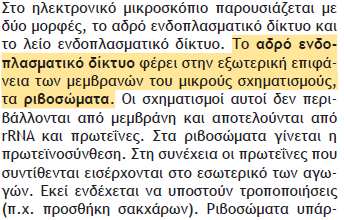 Στο ηλεκτρονικό μικροσκόπιο παρουσιάζεται με
δύο μορφές, το αδρό ενδοπλασματικό δίκτυο και
το λείο ενδοπλασματικό δίκτυο. Το αδρό ενδο-
πλασματικό δίκτυο φέρει στην εξωτερική επιφά-
νεια των μεμβρανών του μικρούς σχηματισμούς,
τα ριβοσώματα. Οι σχηματισμοί αυτοί δεν περι-
βάλλονται από μεμβράνη και αποτελούνται από
rRNA και πρωτεΐνες. Στα ριβοσώματα γίνεται η
πρωτεϊνοσύνθεση. Στη συνέχεια οι πρωτεΐνες που
συντίθενται εισέρχονται στο εσωτερικό των αγω-
γών. Εκεί ενδέχεται να υποστούν τροποποιήσεις
(π.χ. προσθήκη σακχάρων). Ριβοσώματα υπάρ-